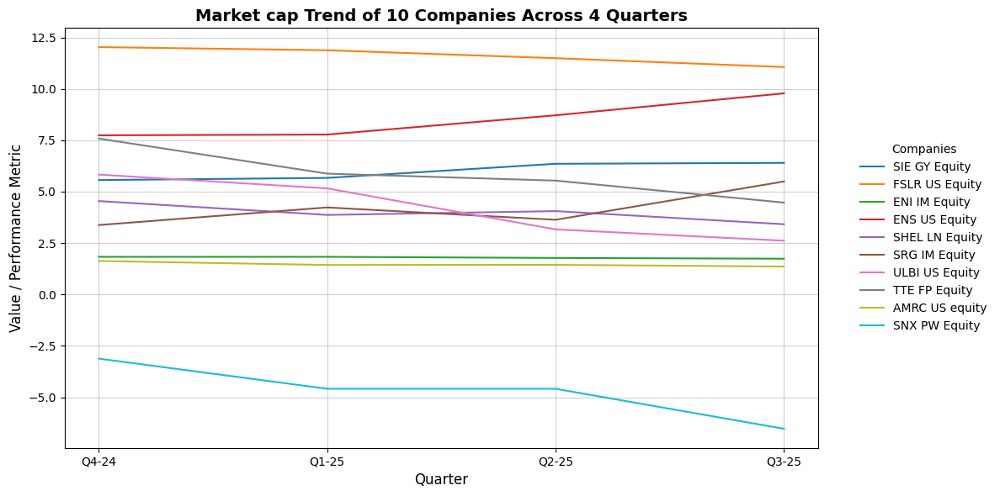 Market cap Trend of 10 Companies Across 4 Quarters
Value / Performance Metric
12.5
10.0
7.5
5.0
2.5
0.0
−2.5
−5.0
Q4-24
Q1-25
Q2-25
Q3-25
Quarter
Companies
SIE GY Equity
FSLR US Equity
ENI IM Equity
ENS US Equity
SHEL LN Equity
SRG IM Equity
ULBI US Equity
TTE FP Equity
AMRC US equity
SNX PW Equity